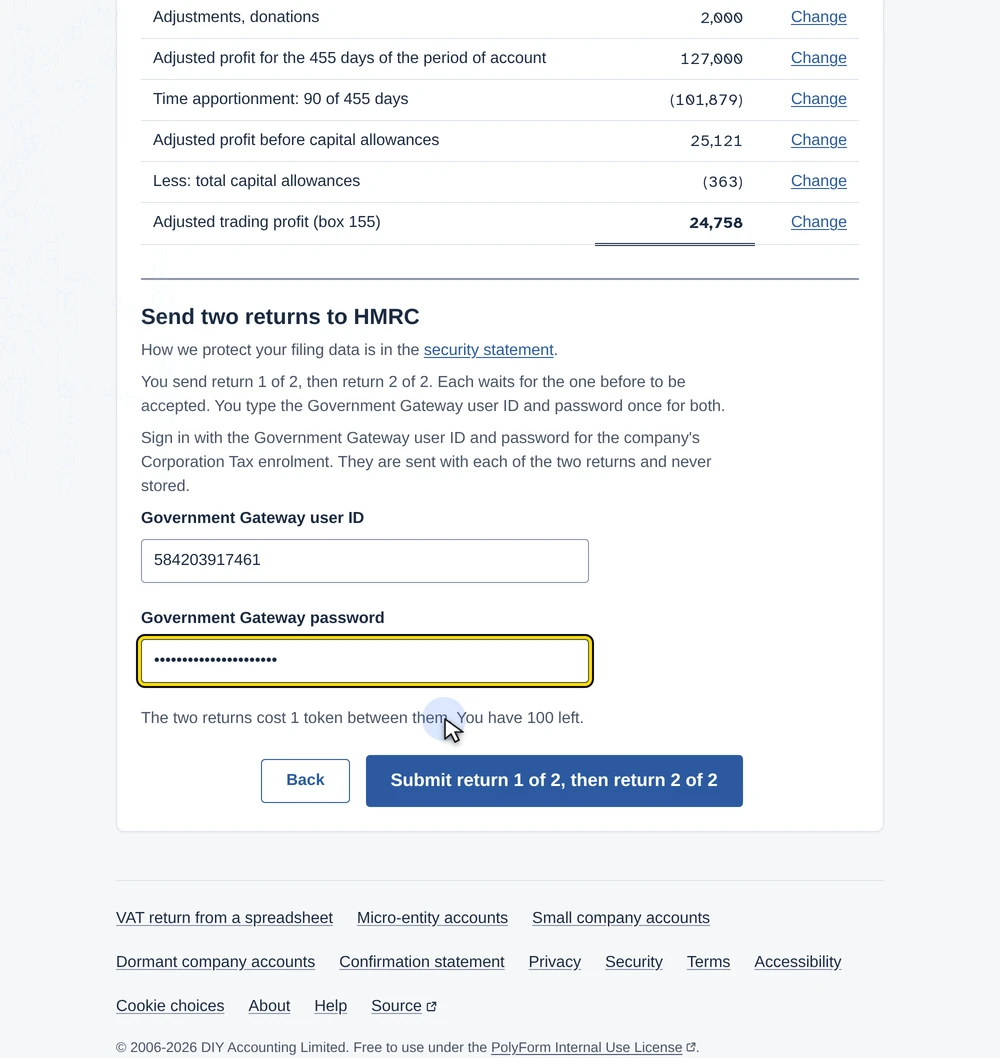 Adjustments, donations 2,000 Change
Adjusted profit for the 455 days of the period of account 127,000 Change
Time apportionment: 90 of 455 days (101,879) Change
Adjusted profit before capital allowances 25,121 Change
Less: total capital allowances (363) Change
Adjusted trading profit (box 155) 24,758 Change
Send two returns to HMRC
How we protect your filing data is in the security statement.
You send return 1 of 2, then return 2 of 2. Each waits for the one before to be
accepted. You type the Government Gateway user ID and password once for both.
Sign in with the Government Gateway user ID and password for the company's
Corporation Tax enrolment. They are sent with each of the two returns and never
stored.
Government Gateway user ID
584203917461
Government Gateway password
••••••••••••••••••••••
The two returns cost 1 token between them. You have 100 left.
Back Submit return 1 of 2, then return 2 of 2
VAT return from a spreadsheet Micro-entity accounts Small company accounts
Dormant company accounts Confirmation statement Privacy Security Terms Accessibility
Cookie choices About Help Source
© 2006-2026 DIY Accounting Limited. Free to use under the PolyForm Internal Use License.